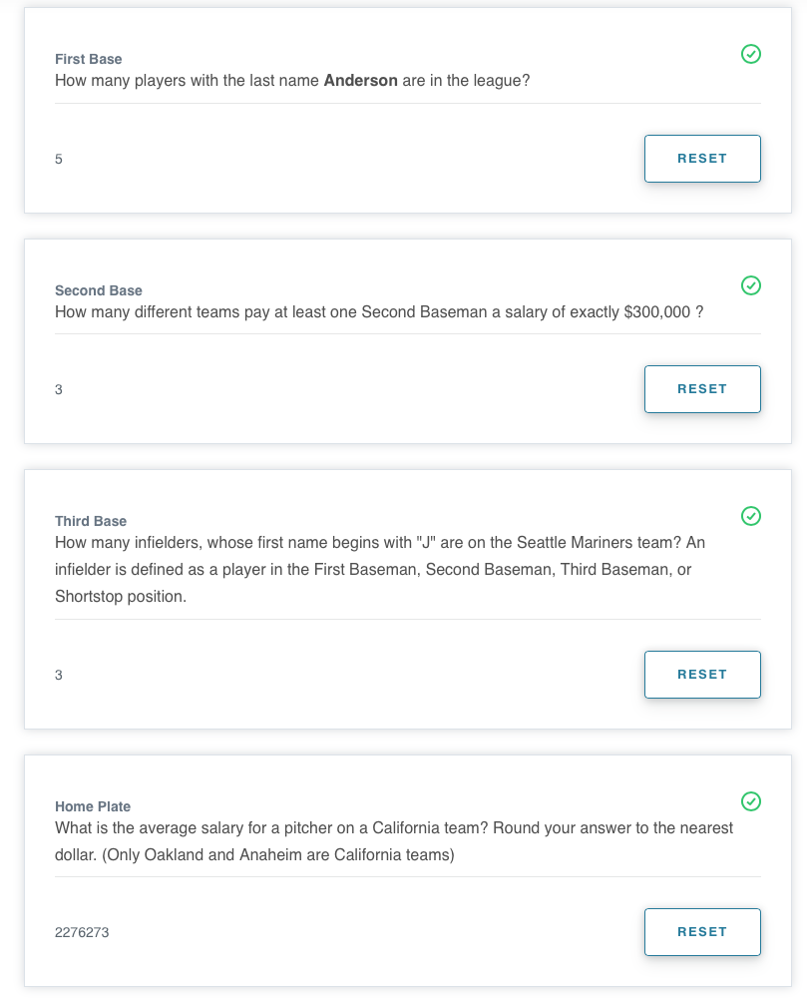 First Base
How many players with the last name Anderson are in the league?
5
RESET
Second Base
How many different teams pay at least one Second Baseman a salary of exactly $300,000 ?
3
RESET
Third Base
How many infielders, whose first name begins with "J" are on the Seattle Mariners team? An
infielder is defined as a player in the First Baseman, Second Baseman, Third Baseman, or
Shortstop position.
3
RESET
Home Plate
What is the average salary for a pitcher on a California team? Round your answer to the nearest
dollar. (Only Oakland and Anaheim are California teams)
2276273
RESET